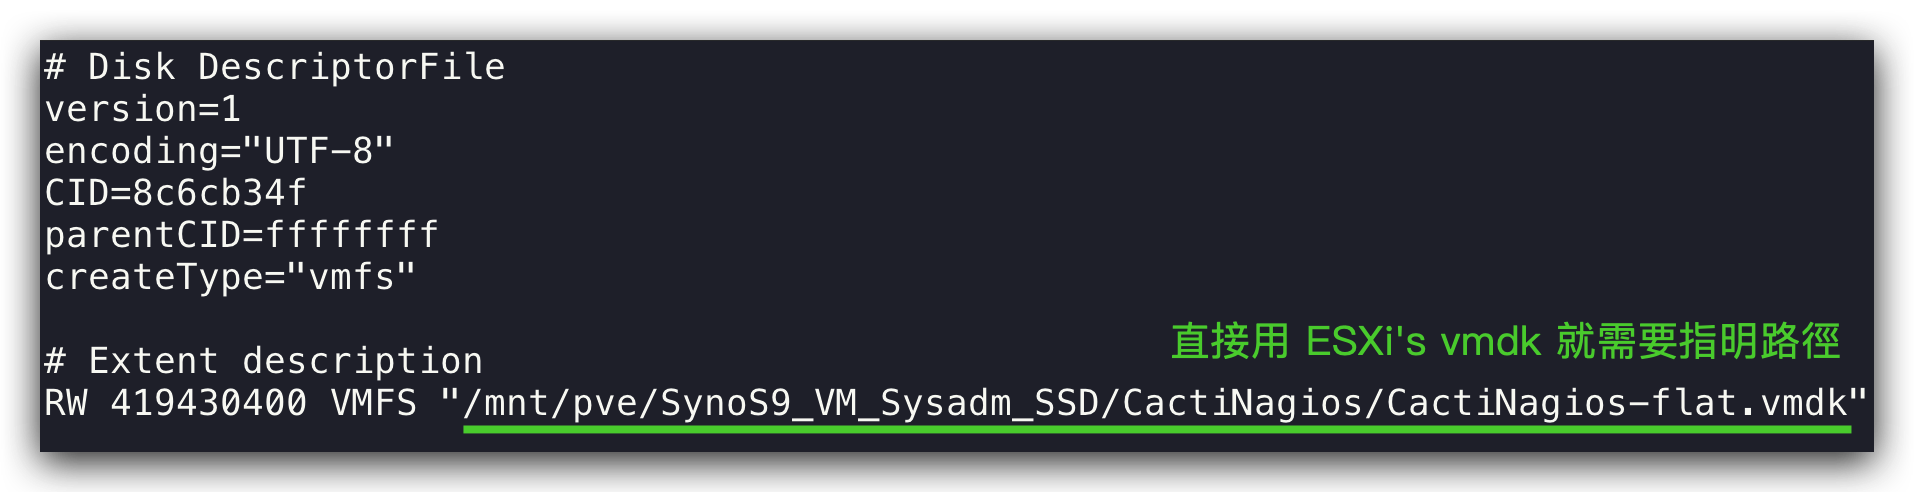 # Disk DescriptorFile
version=1
encoding="UTF-8"
CID=8c6cb34f
parentCID=ffffffff
createType="vmfs"
直接用 ESXi's vmdk 就需要指明路徑
# Extent description
RW 419430400 VMFS "/mnt/pve/SynoS9_VM_Sysadm_SSD/CactiNagios/CactiNagios-flat.vmdk"